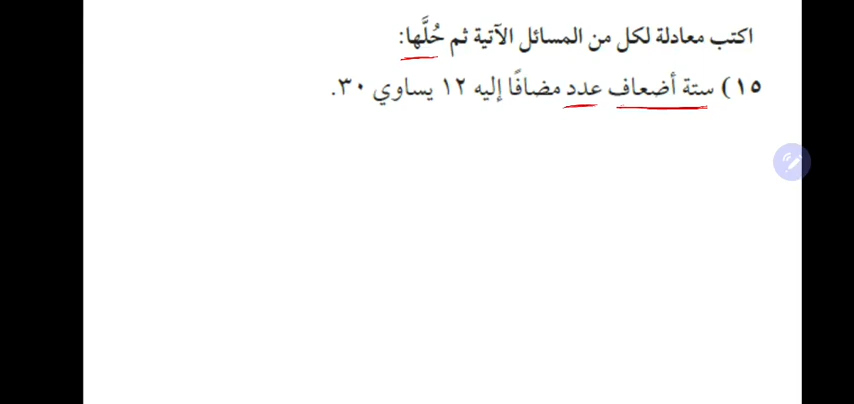 اكتب معادلة لكل من المسائل الآتية ثم حُلَّها:
١٥) ستة أضعاف عدد مضافًا إليه ١٢ يساوي ٣٠.